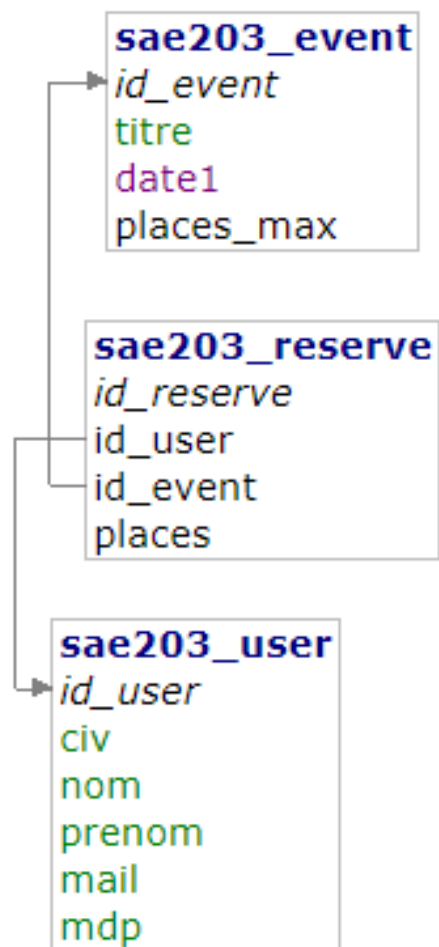 sae203_event
id_event
titre
date1
places_max
sae203_reserve
id_reserve
id_user
id_event
places
sae203_user
id_user
civ
nom
prenom
mail
mdp